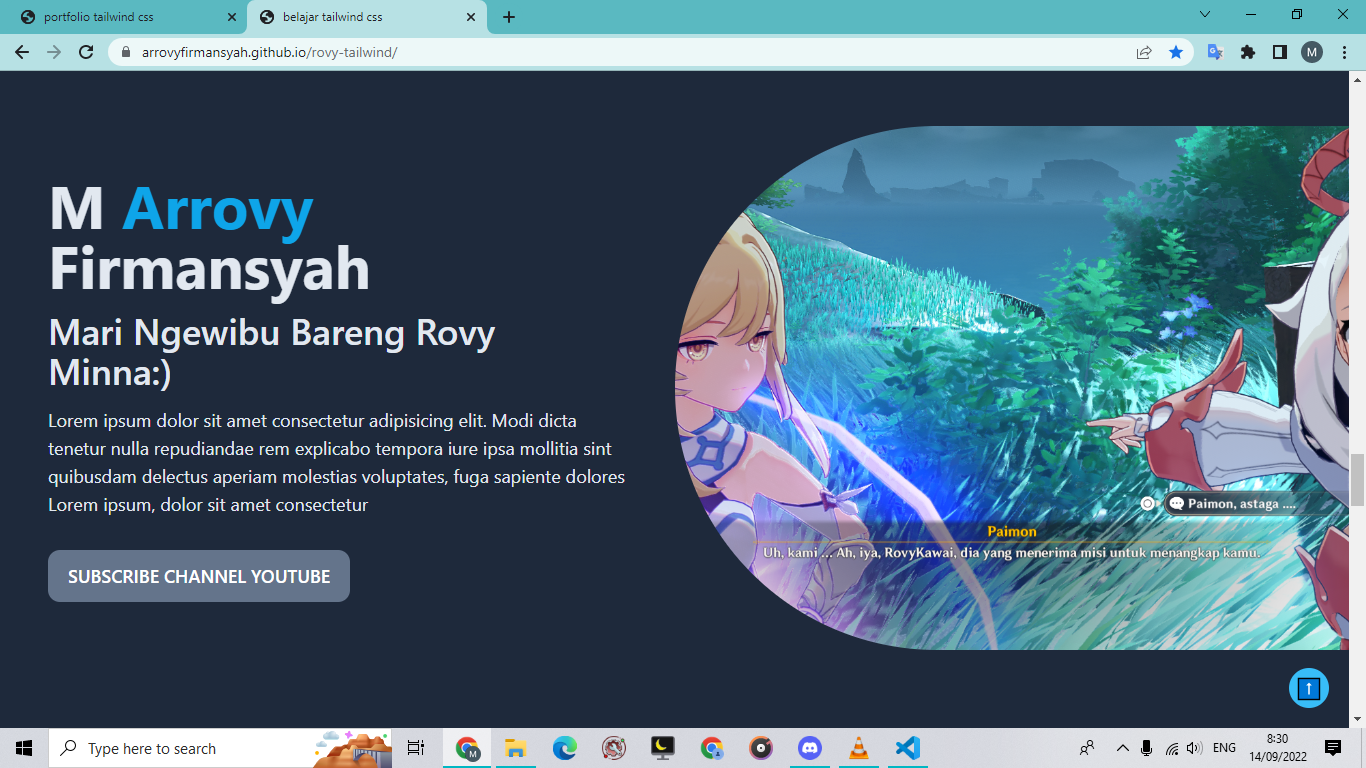 portfolio tailwind css
belajar tailwind css
arrovyfirmansyah.github.io/rovy-tailwind/
M
M Arrovy
Firmansyah
Mari Ngewibu Bareng Rovy
Minna:)
Lorem ipsum dolor sit amet consectetur adipisicing elit. Modi dicta
tenetur nulla repudiandae rem explicabo tempora iure ipsa mollitia sint
quibusdam delectus aperiam molestias voluptates, fuga sapiente dolores
Lorem ipsum, dolor sit amet consectetur
SUBSCRIBE CHANNEL YOUTUBE
Paimon, astaga ....
Paimon
Uh, kami ... Ah, iya, RovyKawai, dia yang menerima misi untuk menangkap kamu.
Type here to search
M
ENG
8:30
14/09/2022